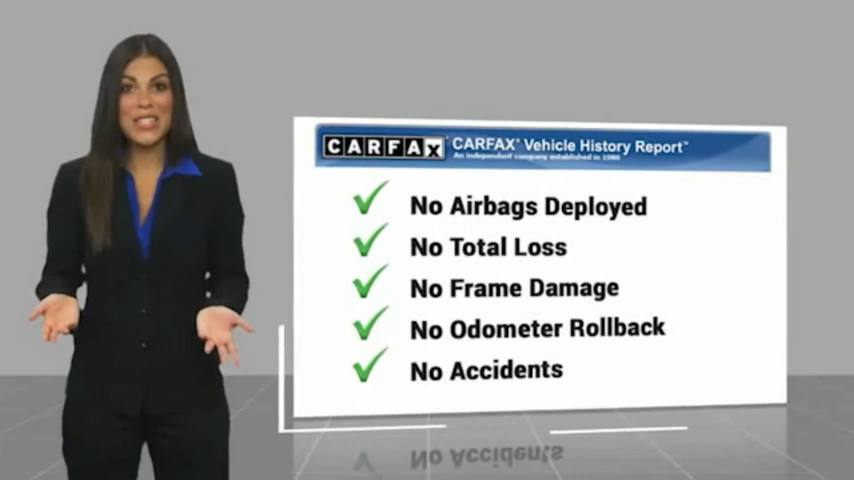 CARFAX CARFAX® Vehicle History Report™
An independent company established in 1986
No Airbags Deployed
No Total Loss
No Frame Damage
No Odometer Rollback
No Accidents
No Accidents